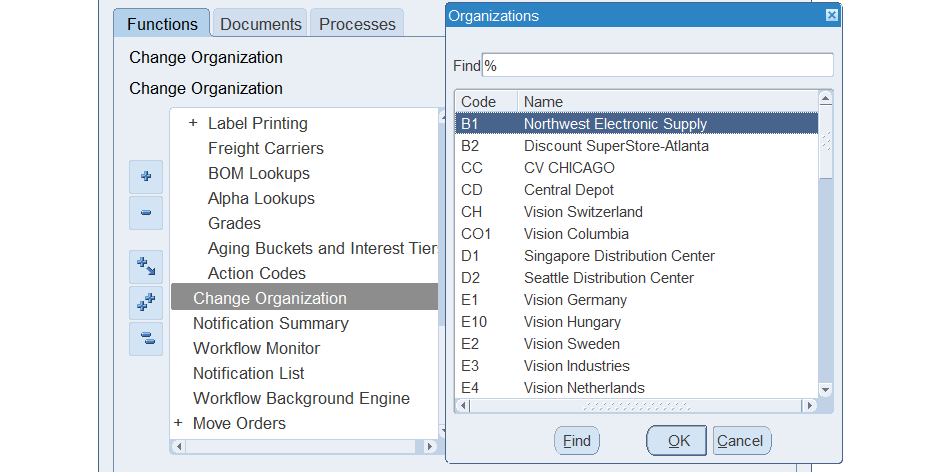 Functions
Documents
Processes
Change Organization
Change Organization
+ Label Printing
Freight Carriers
BOM Lookups
Alpha Lookups
Grades
Aging Buckets and Interest Tier
Action Codes
Change Organization
Notification Summary
Workflow Monitor
Notification List
Workflow Background Engine
+ Move Orders
Organizations
Find %
Code Name
B1 Northwest Electronic Supply
B2 Discount SuperStore-Atlanta
CC CV CHICAGO
CD Central Depot
CH Vision Switzerland
CO1 Vision Columbia
D1 Singapore Distribution Center
D2 Seattle Distribution Center
E1 Vision Germany
E10 Vision Hungary
E2 Vision Sweden
E3 Vision Industries
E4 Vision Netherlands
Find
OK
Cancel